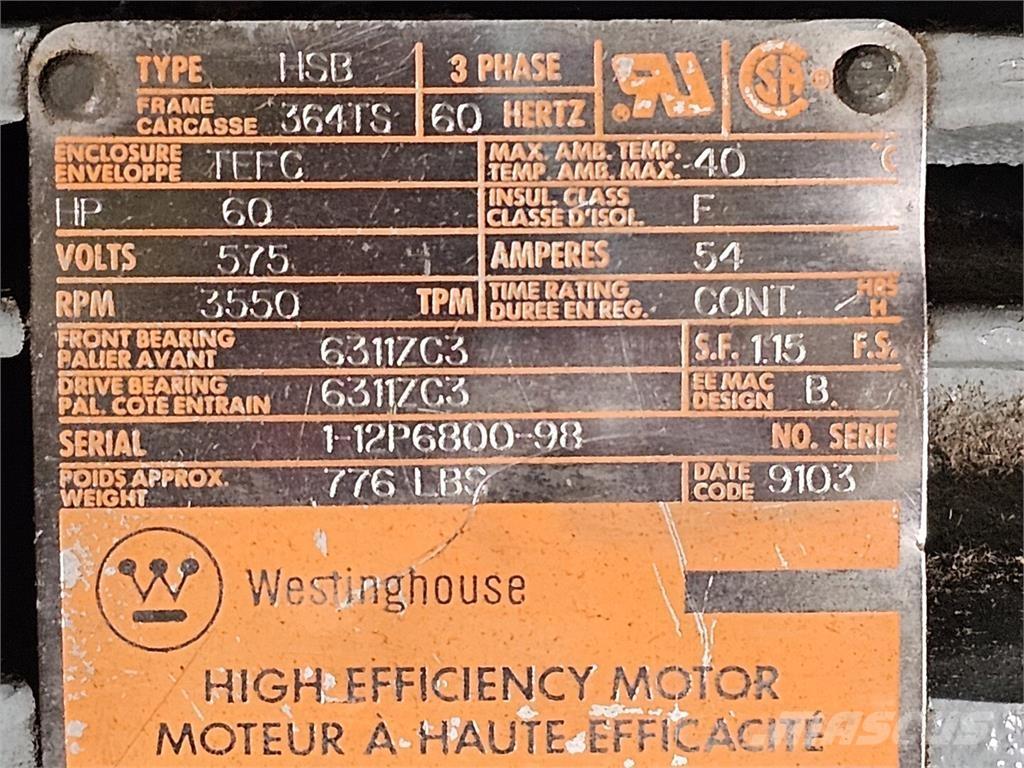 TYPE HSB 3 PHASE
FRAME
CARCASSE 364TS 60 HERTZ
ENCLOSURE
ENVELOPPE TEFC
MAX. AMB. TEMP.
TEMP. AMB. MAX. 40 °C
HP 60
INSUL. CLASS
CLASSE D'ISOL. F
VOLTS 575
AMPERES 54
RPM 3550 TPM
TIME RATING
DUREE EN REG. CONT. HRS
H
FRONT BEARING
PALIER AVANT 6311ZC3
S.F. 1.15 F.S.
DRIVE BEARING
PAL. COTE ENTRAIN 6311ZC3
EEMAC
DESIGN B.
SERIAL 1-12P6800-98 NO. SERIE
POIDS APPROX.
WEIGHT 776 LBS
DATE
CODE 9103
Westinghouse
HIGH EFFICIENCY MOTOR
MOTEUR À HAUTE EFFICACITÉ
MASCUS